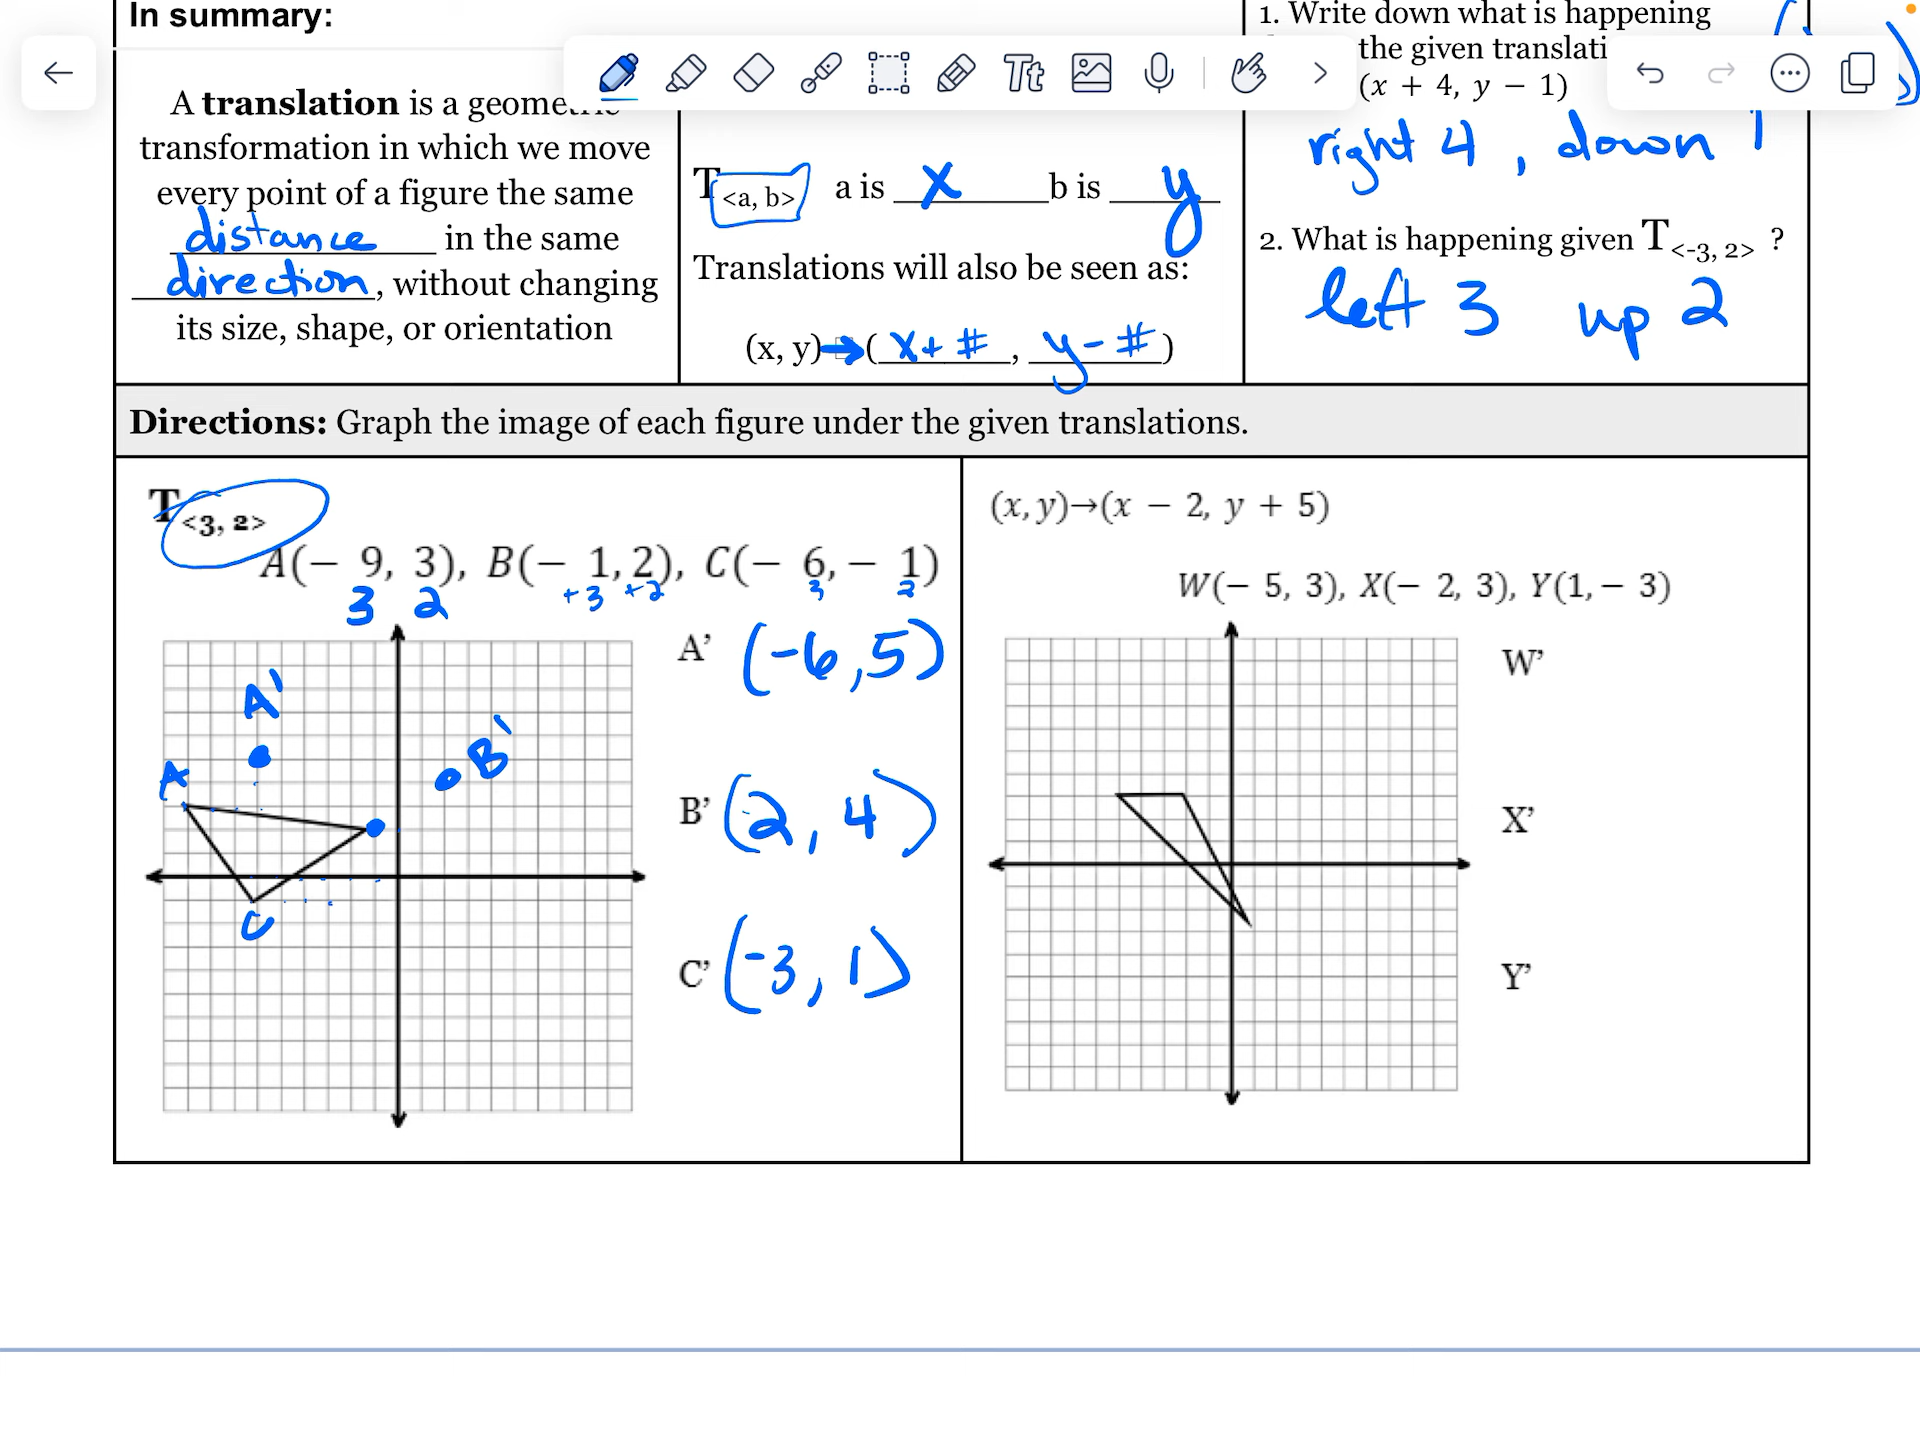 In summary:
A translation is a geome
transformation in which we move
every point of a figure the same
distance in the same
direction, without changing
its size, shape, or orientation
Tt
T<a, b> a is x b is y
Translations will also be seen as:
(x, y)→(x+#, y-#)
1. Write down what is happening
the given translati
(x + 4, y − 1)
right 4, down 1
2. What is happening given T<-3, 2> ?
left 3 up 2
Directions: Graph the image of each figure under the given translations.
T<3, 2>
A(− 9, 3), B(− 1, 2), C(− 6, − 1)
3 2 +3 +2 3 2
A' (-6,5)
B' (2, 4)
C' (-3, 1)
A'
B'
A
C
(x, y)→(x − 2, y + 5)
W(− 5, 3), X(− 2, 3), Y(1, − 3)
W'
X'
Y'